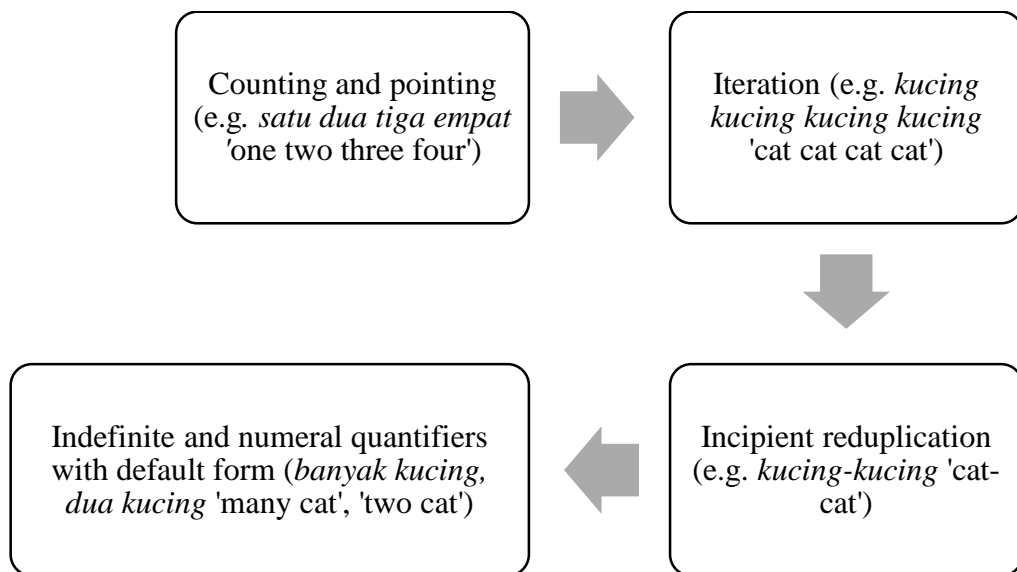 Counting and pointing
(e.g. satu dua tiga empat
'one two three four')
Iteration (e.g. kucing
kucing kucing kucing
'cat cat cat cat')
Incipient reduplication
(e.g. kucing-kucing 'cat-
cat')
Indefinite and numeral quantifiers
with default form (banyak kucing,
dua kucing 'many cat', 'two cat')